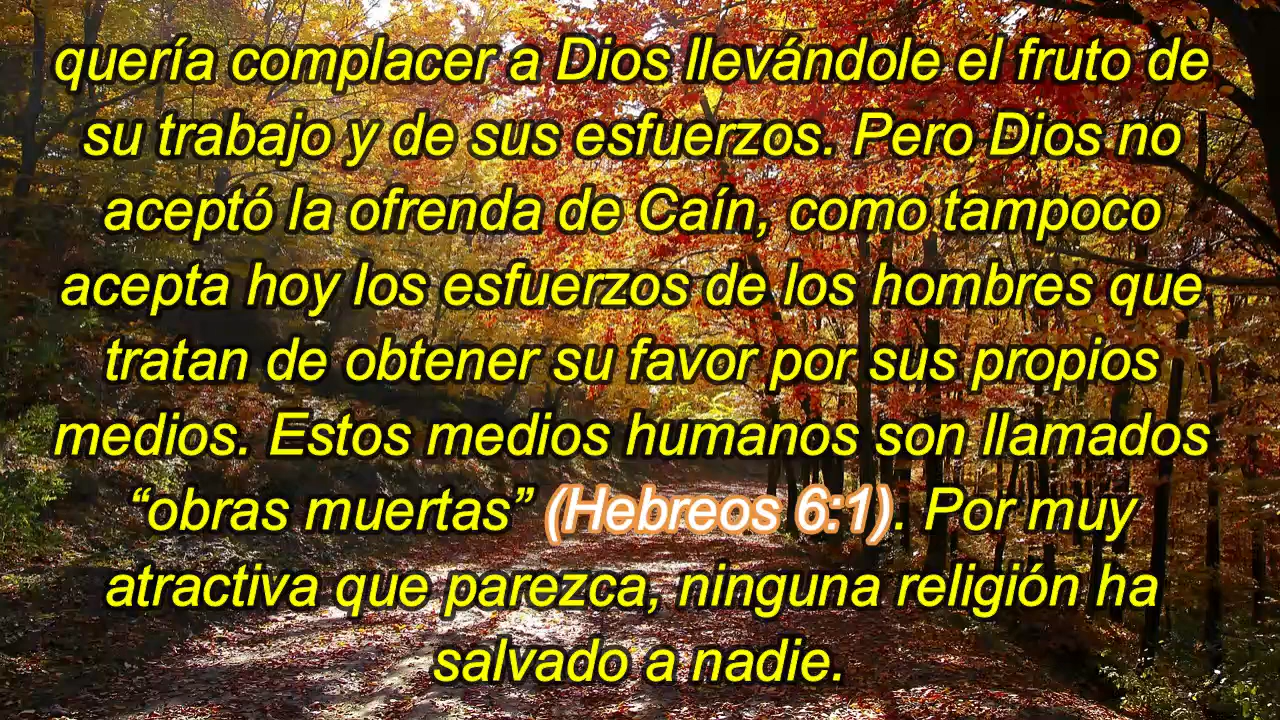 quería complacer a Dios llevándole el fruto de
su trabajo y de sus esfuerzos. Pero Dios no
aceptó la ofrenda de Caín, como tampoco
acepta hoy los esfuerzos de los hombres que
tratan de obtener su favor por sus propios
medios. Estos medios humanos son llamados
“obras muertas” (Hebreos 6:1). Por muy
atractiva que parezca, ninguna religión ha
salvado a nadie.